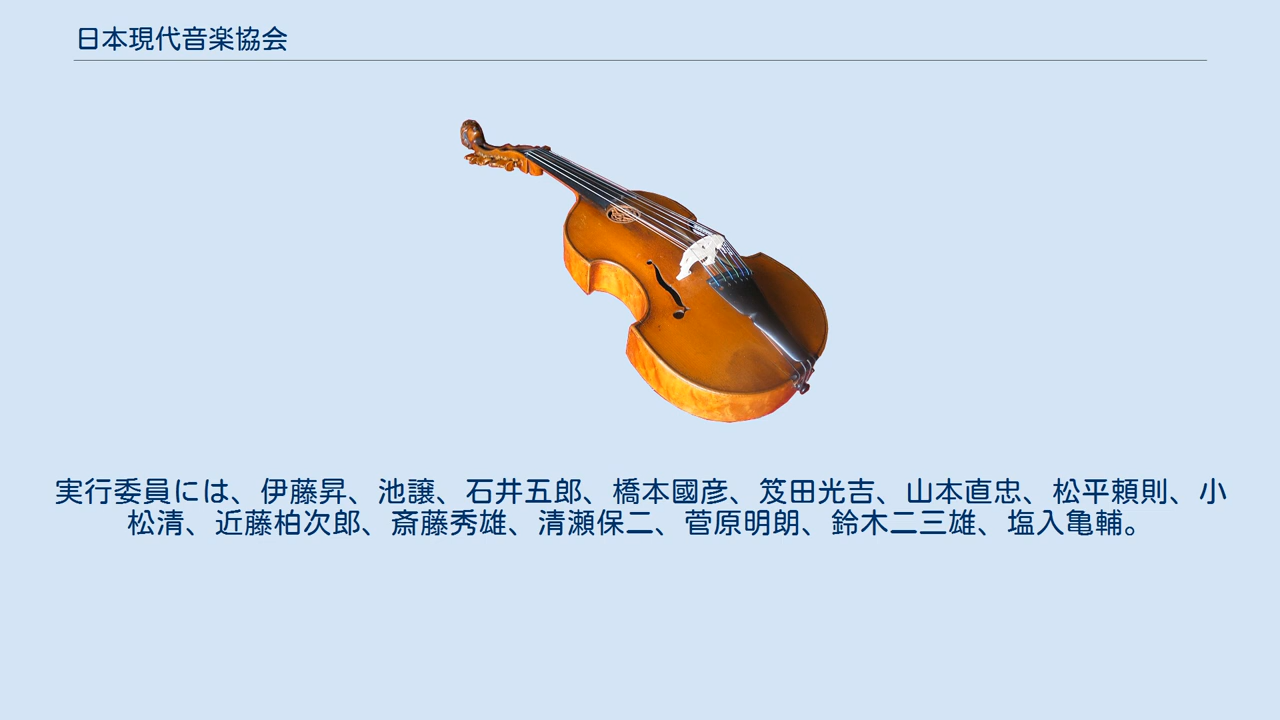 日本現代音楽協会
実行委員には、伊藤昇、池譲、石井五郎、橋本國彦、笈田光吉、山本直忠、松平頼則、小
松清、近藤柏次郎、斎藤秀雄、清瀬保二、菅原明朗、鈴木二三雄、塩入亀輔。